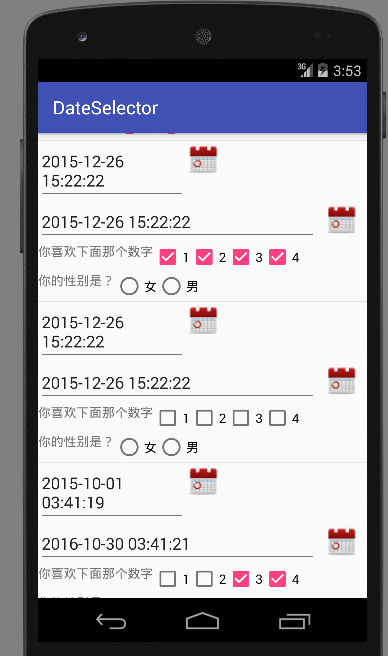 3G 3:53
DateSelector
2015-12-26
15:22:22
2015-12-26 15:22:22
你喜欢下面那个数字 1 2 3 4
你的性别是? 女 男
2015-12-26
15:22:22
2015-12-26 15:22:22
你喜欢下面那个数字 1 2 3 4
你的性别是? 女 男
2015-10-01
03:41:19
2016-10-30 03:41:21
你喜欢下面那个数字 1 2 3 4